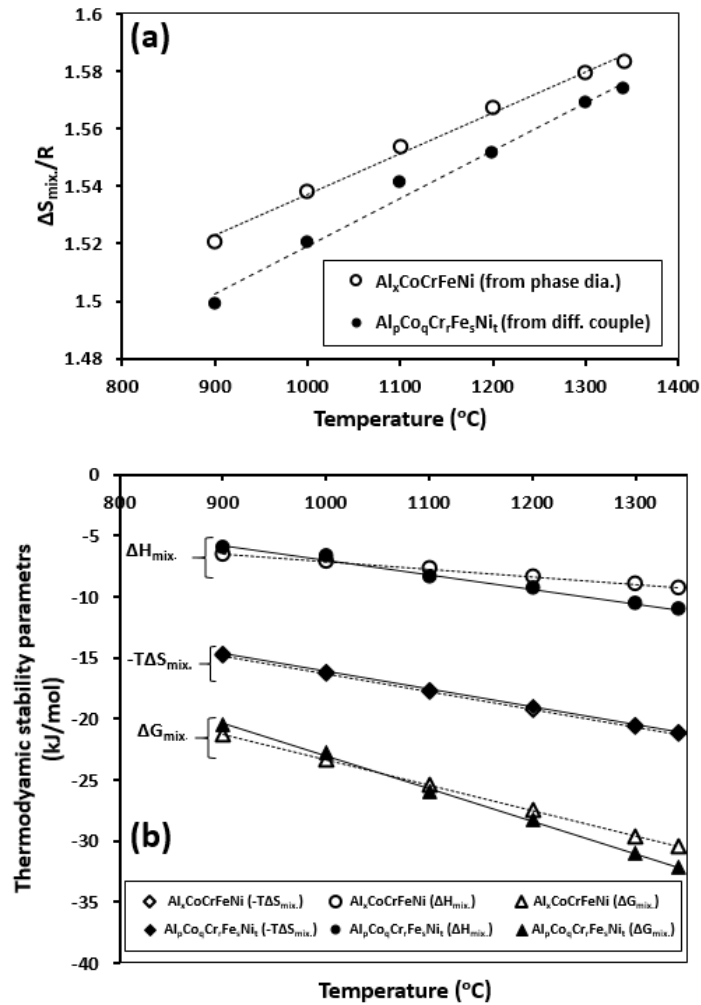 (a)
1.6
1.58
1.56
1.54
1.52
1.5
1.48
ΔSmix./R
AlxCoCrFeNi (from phase dia.)
AlpCoqCrrFesNit (from diff. couple)
800 900 1000 1100 1200 1300 1400
Temperature (°C)
0
-5
-10
-15
-20
-25
-30
-35
-40
800 900 1000 1100 1200 1300
Thermodyamic stability parametrs
(kJ/mol)
ΔHmix.
-TΔSmix.
ΔGmix.
(b)
AlxCoCrFeNi (-TΔSmix.) AlxCoCrFeNi (ΔHmix.) AlxCoCrFeNi (ΔGmix.)
AlpCoqCrrFesNit (-TΔSmix.) AlpCoqCrrFesNit (ΔHmix.) AlpCoqCrrFesNit (ΔGmix.)
Temperature (°C)